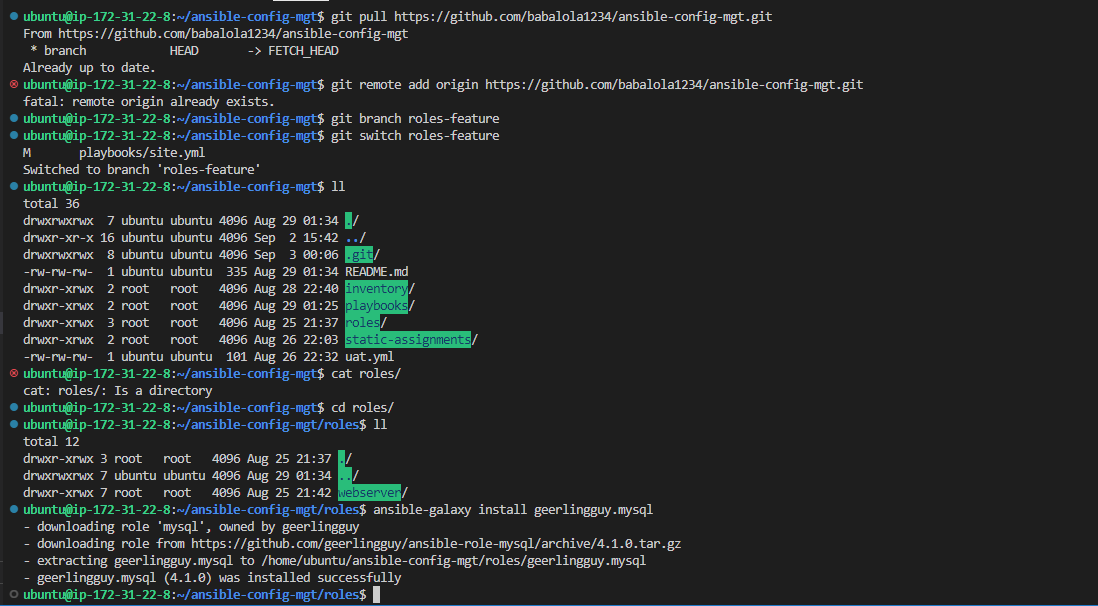 ubuntu@ip-172-31-22-8:~/ansible-config-mgt$ git pull https://github.com/babalola1234/ansible-config-mgt.git
From https://github.com/babalola1234/ansible-config-mgt
 * branch            HEAD       -> FETCH_HEAD
Already up to date.
ubuntu@ip-172-31-22-8:~/ansible-config-mgt$ git remote add origin https://github.com/babalola1234/ansible-config-mgt.git
fatal: remote origin already exists.
ubuntu@ip-172-31-22-8:~/ansible-config-mgt$ git branch roles-feature
ubuntu@ip-172-31-22-8:~/ansible-config-mgt$ git switch roles-feature
M       playbooks/site.yml
Switched to branch 'roles-feature'
ubuntu@ip-172-31-22-8:~/ansible-config-mgt$ ll
total 36
drwxrwxrwx  7 ubuntu ubuntu 4096 Aug 29 01:34 ./
drwxr-xr-x 16 ubuntu ubuntu 4096 Sep  2 15:42 ../
drwxrwxrwx  8 ubuntu ubuntu 4096 Sep  3 00:06 .git/
-rw-rw-rw-  1 ubuntu ubuntu  335 Aug 29 01:34 README.md
drwxr-xrwx  2 root   root   4096 Aug 28 22:40 inventory/
drwxr-xrwx  2 root   root   4096 Aug 29 01:25 playbooks/
drwxr-xrwx  3 root   root   4096 Aug 25 21:37 roles/
drwxr-xrwx  2 root   root   4096 Aug 26 22:03 static-assignments/
-rw-rw-rw-  1 ubuntu ubuntu  101 Aug 26 22:32 uat.yml
ubuntu@ip-172-31-22-8:~/ansible-config-mgt$ cat roles/
cat: roles/: Is a directory
ubuntu@ip-172-31-22-8:~/ansible-config-mgt$ cd roles/
ubuntu@ip-172-31-22-8:~/ansible-config-mgt/roles$ ll
total 12
drwxr-xrwx 3 root   root   4096 Aug 25 21:37 ./
drwxrwxrwx 7 ubuntu ubuntu 4096 Aug 29 01:34 ../
drwxr-xrwx 7 root   root   4096 Aug 25 21:42 webserver/
ubuntu@ip-172-31-22-8:~/ansible-config-mgt/roles$ ansible-galaxy install geerlingguy.mysql
- downloading role 'mysql', owned by geerlingguy
- downloading role from https://github.com/geerlingguy/ansible-role-mysql/archive/4.1.0.tar.gz
- extracting geerlingguy.mysql to /home/ubuntu/ansible-config-mgt/roles/geerlingguy.mysql
- geerlingguy.mysql (4.1.0) was installed successfully
ubuntu@ip-172-31-22-8:~/ansible-config-mgt/roles$